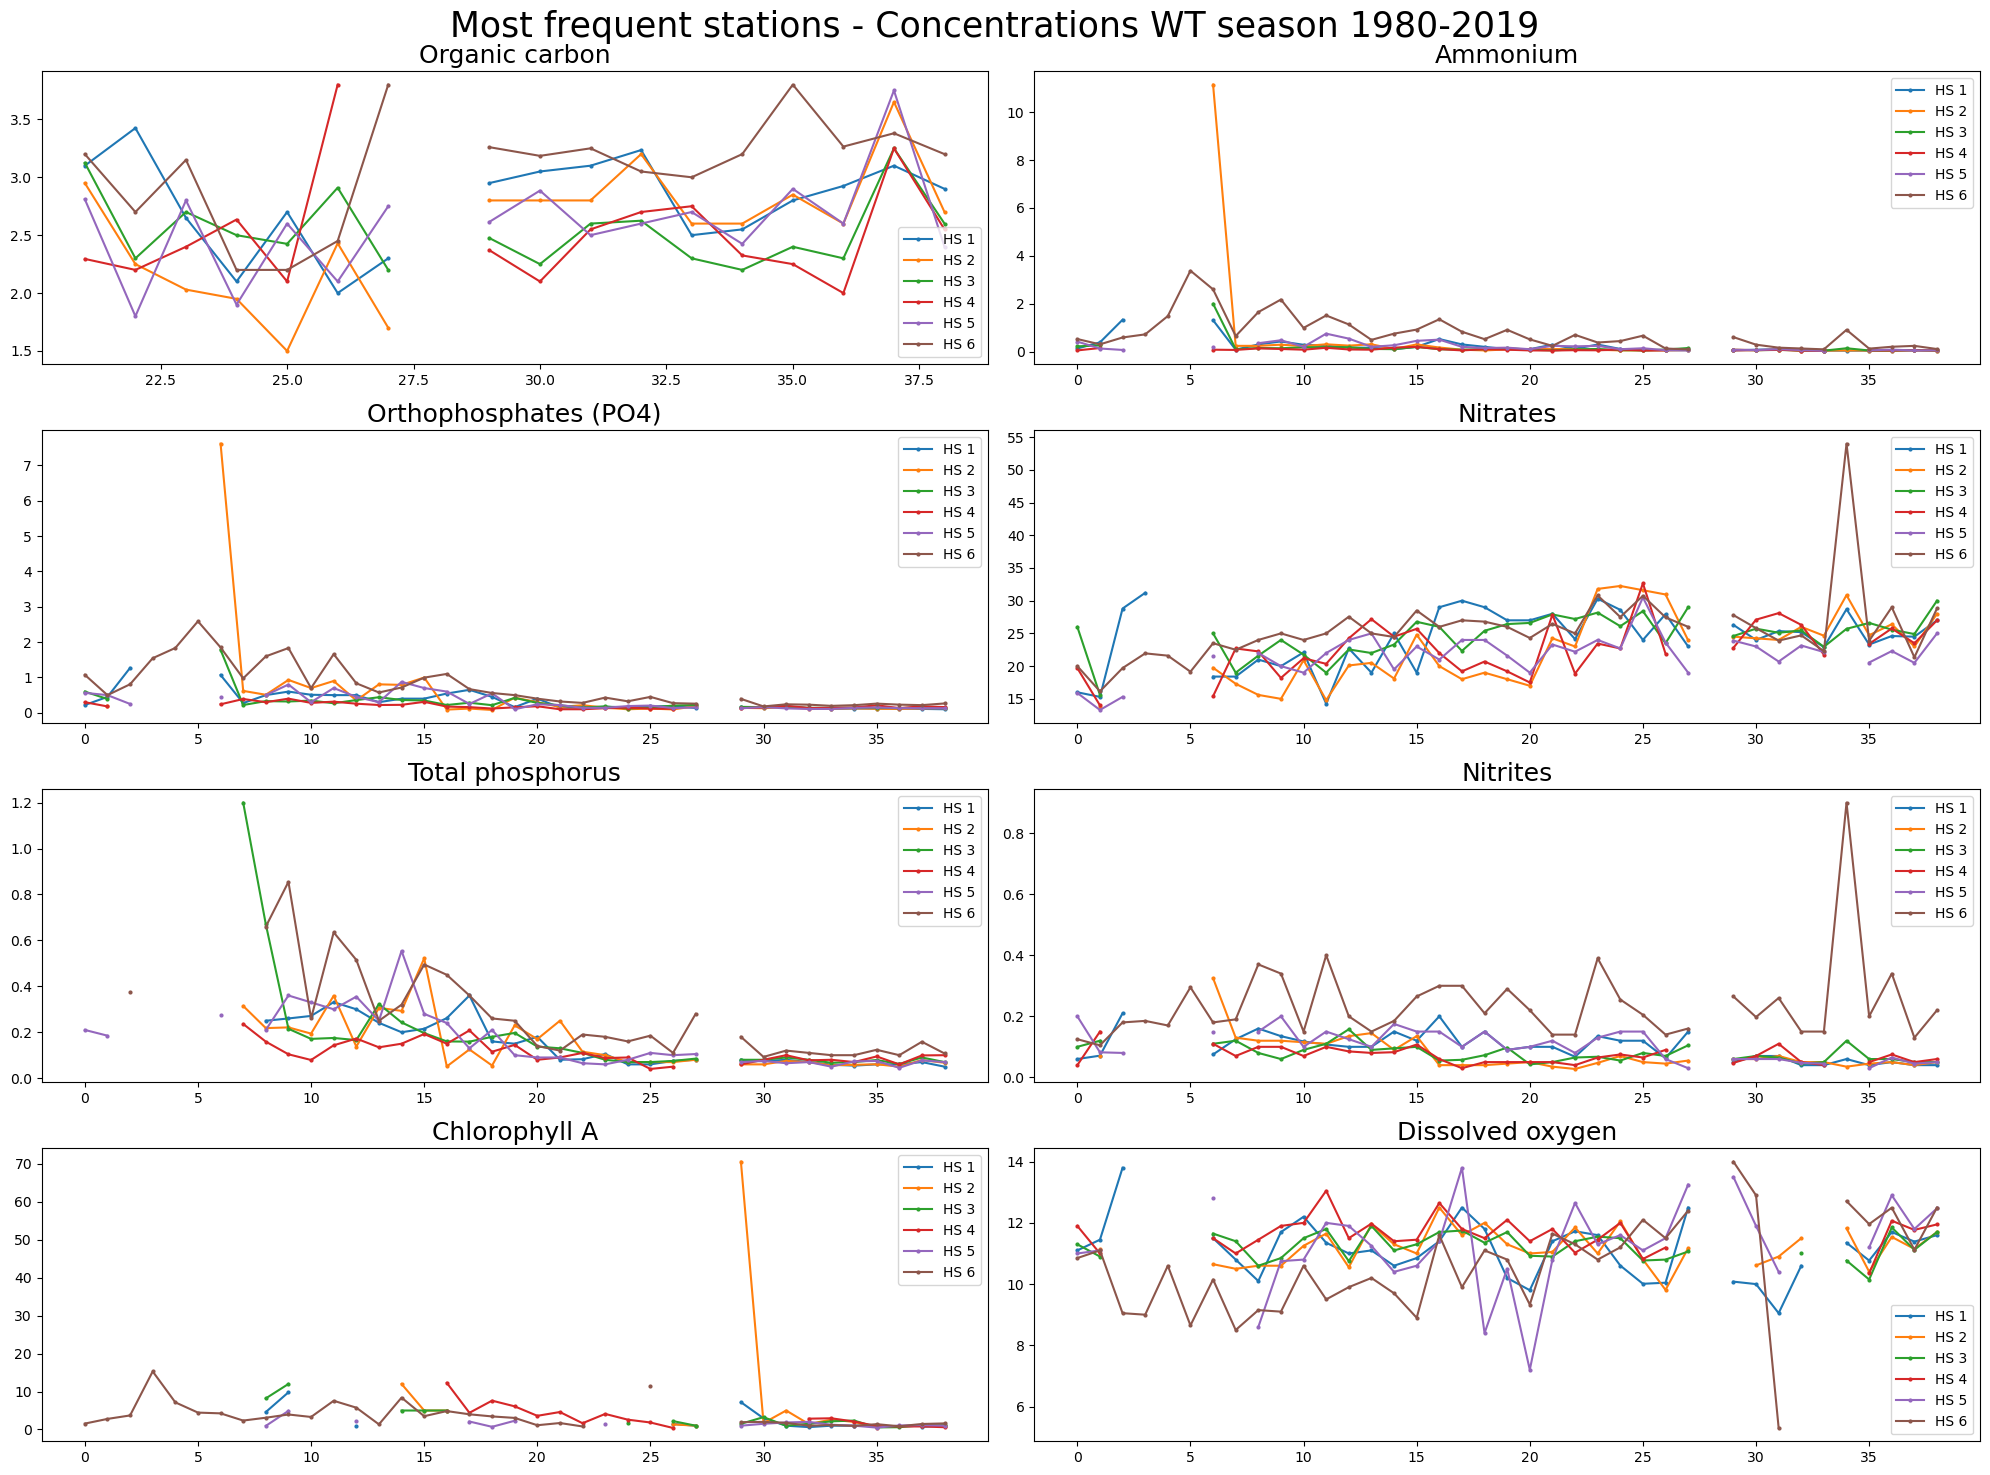 Most frequent stations - Concentrations WT season 1980-2019
Organic carbon
3.5
3.0
2.5
2.0
1.5
22.5 25.0 27.5 30.0 32.5 35.0 37.5
HS 1
HS 2
HS 3
HS 4
HS 5
HS 6
Ammonium
10
8
6
4
2
0
0 5 10 15 20 25 30 35
HS 1
HS 2
HS 3
HS 4
HS 5
HS 6
Orthophosphates (PO4)
7
6
5
4
3
2
1
0
0 5 10 15 20 25 30 35
HS 1
HS 2
HS 3
HS 4
HS 5
HS 6
Nitrates
55
50
45
40
35
30
25
20
15
0 5 10 15 20 25 30 35
HS 1
HS 2
HS 3
HS 4
HS 5
HS 6
Total phosphorus
1.2
1.0
0.8
0.6
0.4
0.2
0.0
0 5 10 15 20 25 30 35
HS 1
HS 2
HS 3
HS 4
HS 5
HS 6
Nitrites
0.8
0.6
0.4
0.2
0.0
0 5 10 15 20 25 30 35
HS 1
HS 2
HS 3
HS 4
HS 5
HS 6
Chlorophyll A
70
60
50
40
30
20
10
0
0 5 10 15 20 25 30 35
HS 1
HS 2
HS 3
HS 4
HS 5
HS 6
Dissolved oxygen
14
12
10
8
6
0 5 10 15 20 25 30 35
HS 1
HS 2
HS 3
HS 4
HS 5
HS 6